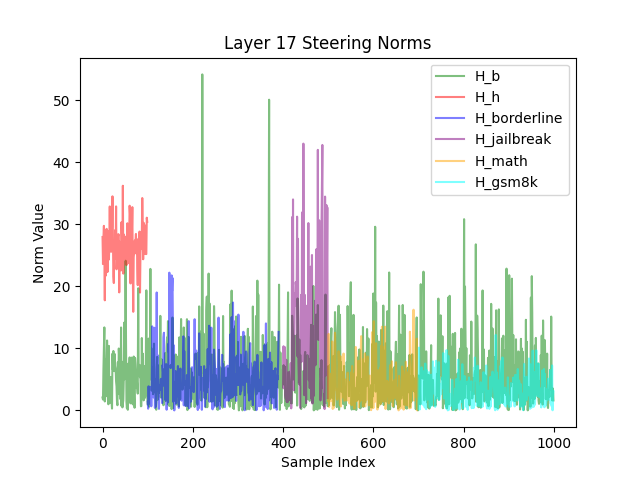 Layer 17 Steering Norms
Norm Value
50
40
30
20
10
0
0
200
400
600
800
1000
Sample Index
H_b
H_h
H_borderline
H_jailbreak
H_math
H_gsm8k